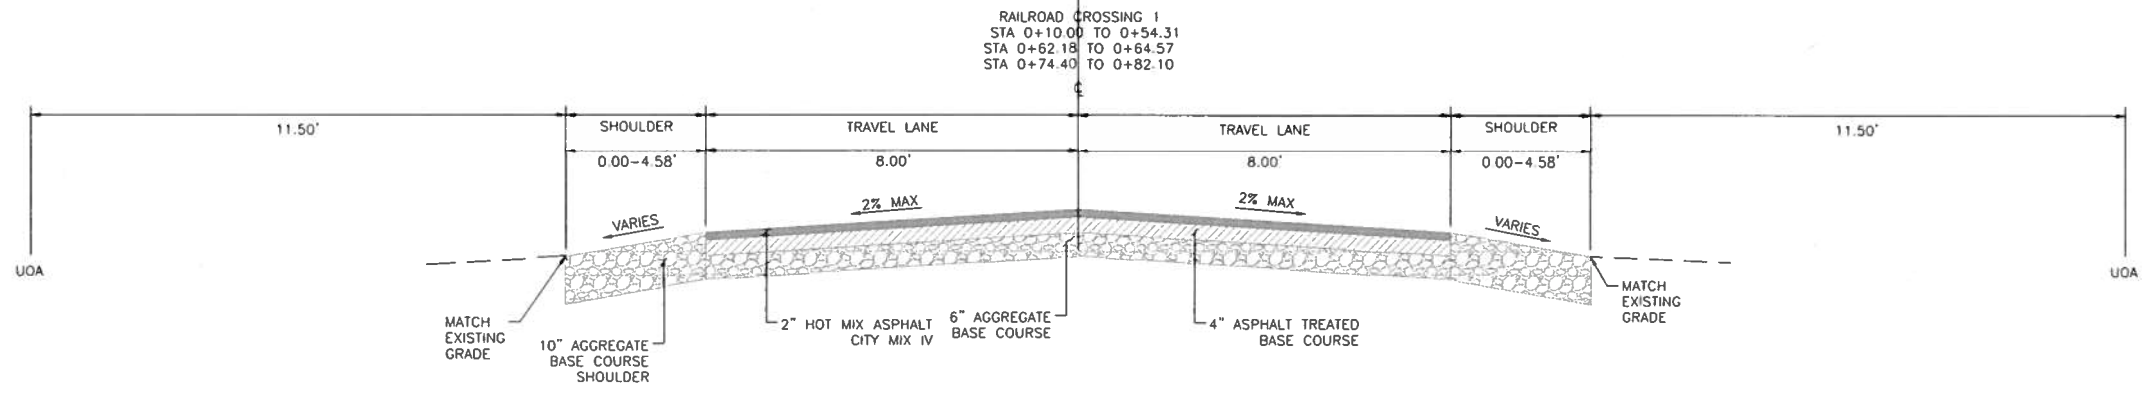 RAILROAD CROSSING 1
STA 0+10.00 TO 0+54.31
STA 0+62.18 TO 0+64.57
STA 0+74.40 TO 0+82.10
℄
11.50'
SHOULDER
TRAVEL LANE
TRAVEL LANE
SHOULDER
11.50'
0.00-4.58'
8.00'
8.00'
0.00-4.58'
VARIES
2% MAX
2% MAX
VARIES
UOA
UOA
MATCH
EXISTING
GRADE
10" AGGREGATE
BASE COURSE
SHOULDER
2" HOT MIX ASPHALT
CITY MIX IV
6" AGGREGATE
BASE COURSE
4" ASPHALT TREATED
BASE COURSE
MATCH
EXISTING
GRADE